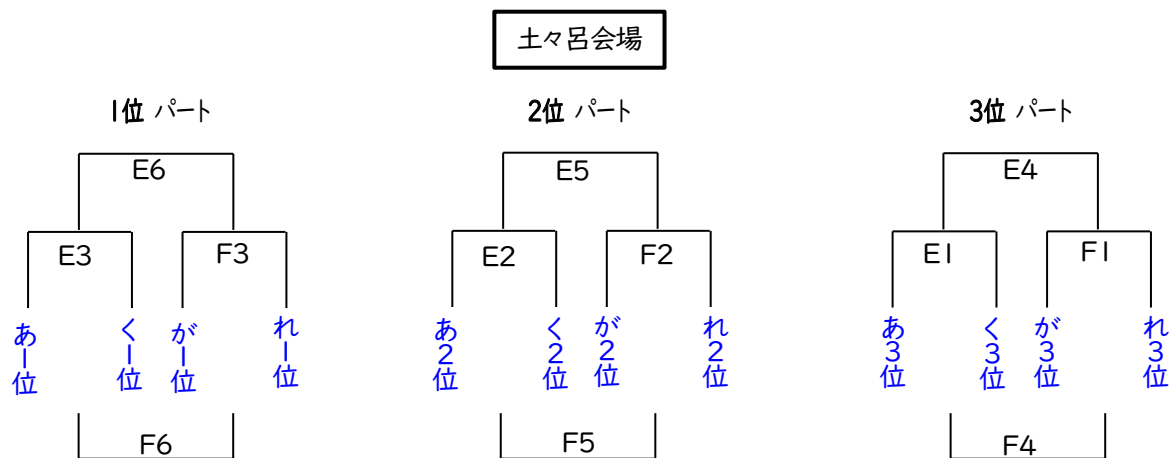 土々呂会場
1位 パート 2位 パート 3位 パート
E6 E5 E4
E3 F3 E2 F2 E1 F1
あ1位 く1位 が1位 れ1位 あ2位 く2位 が2位 れ2位 あ3位 く3位 が3位 れ3位
F6 F5 F4